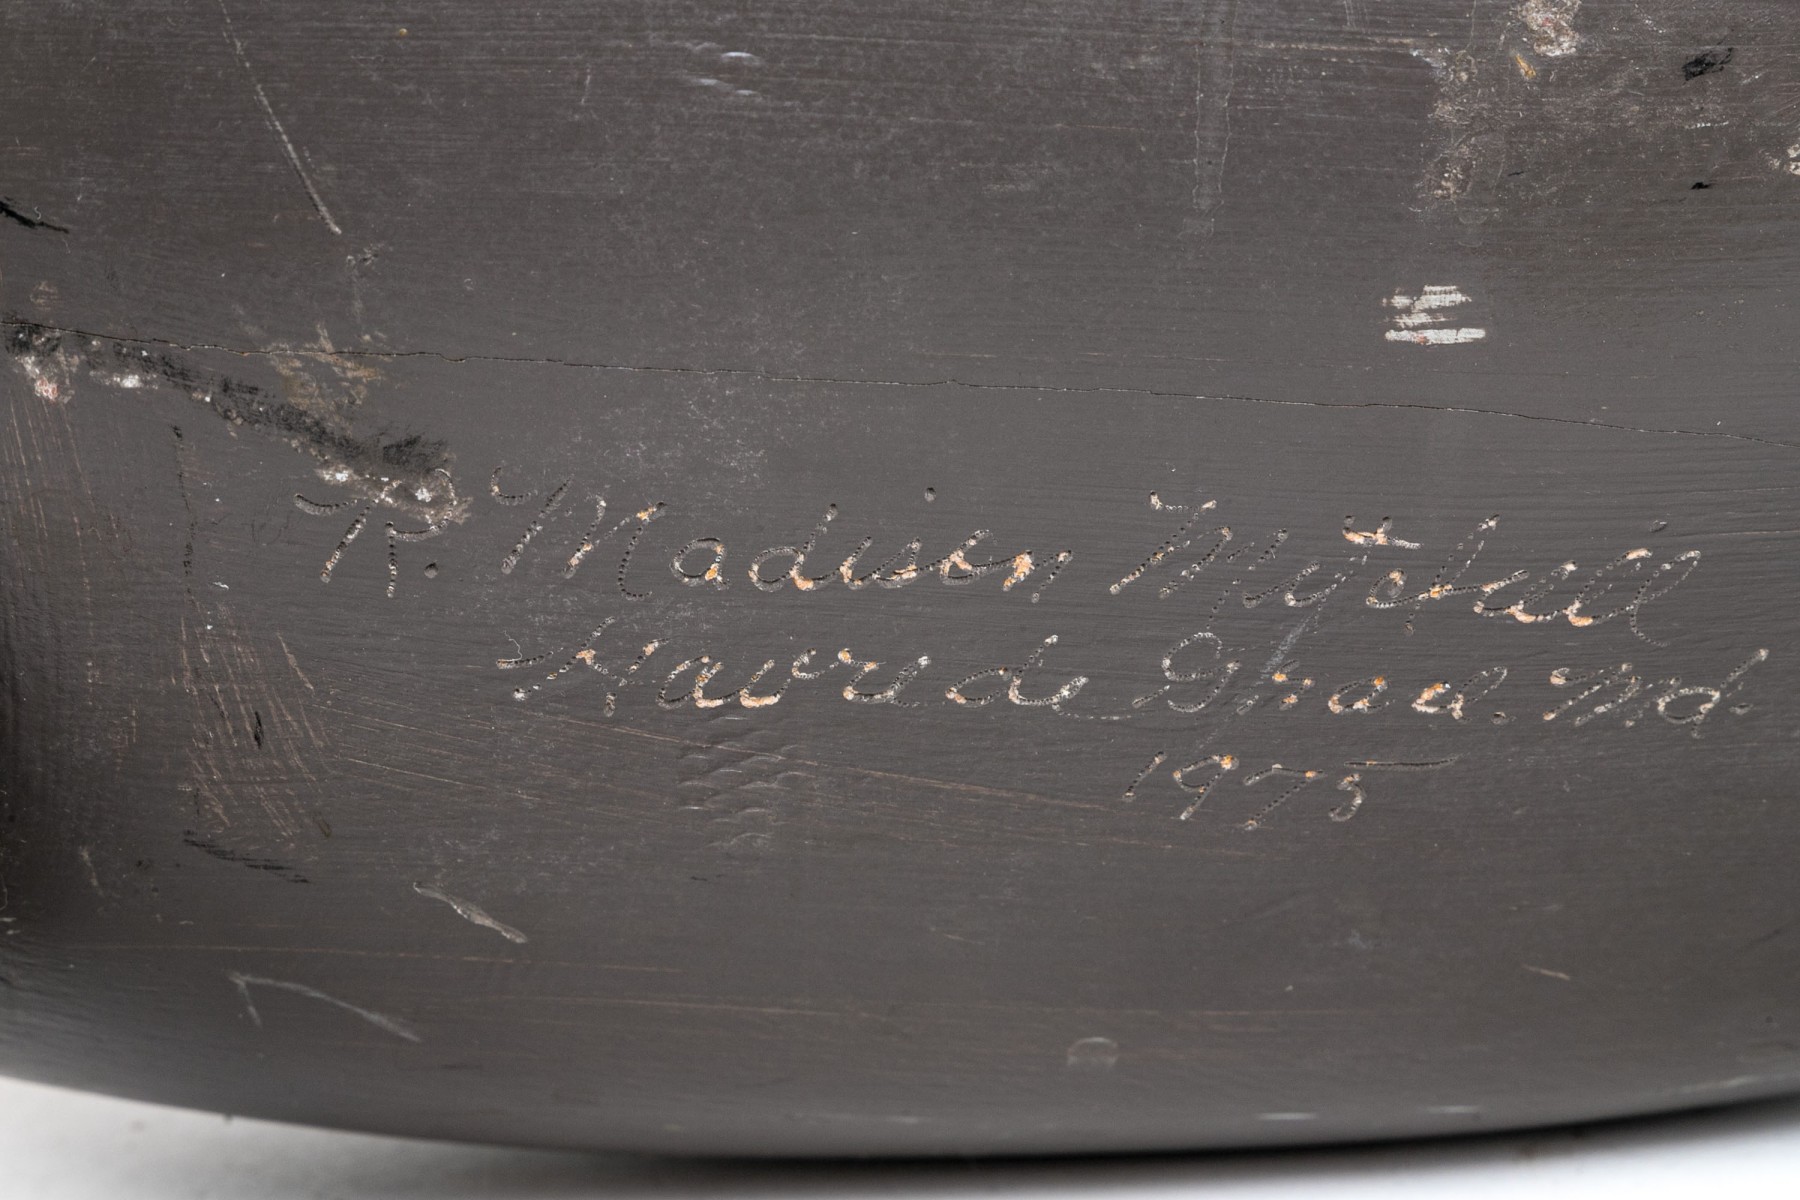 R. Madison Mitchell
Havre de Grace. Md.
1975